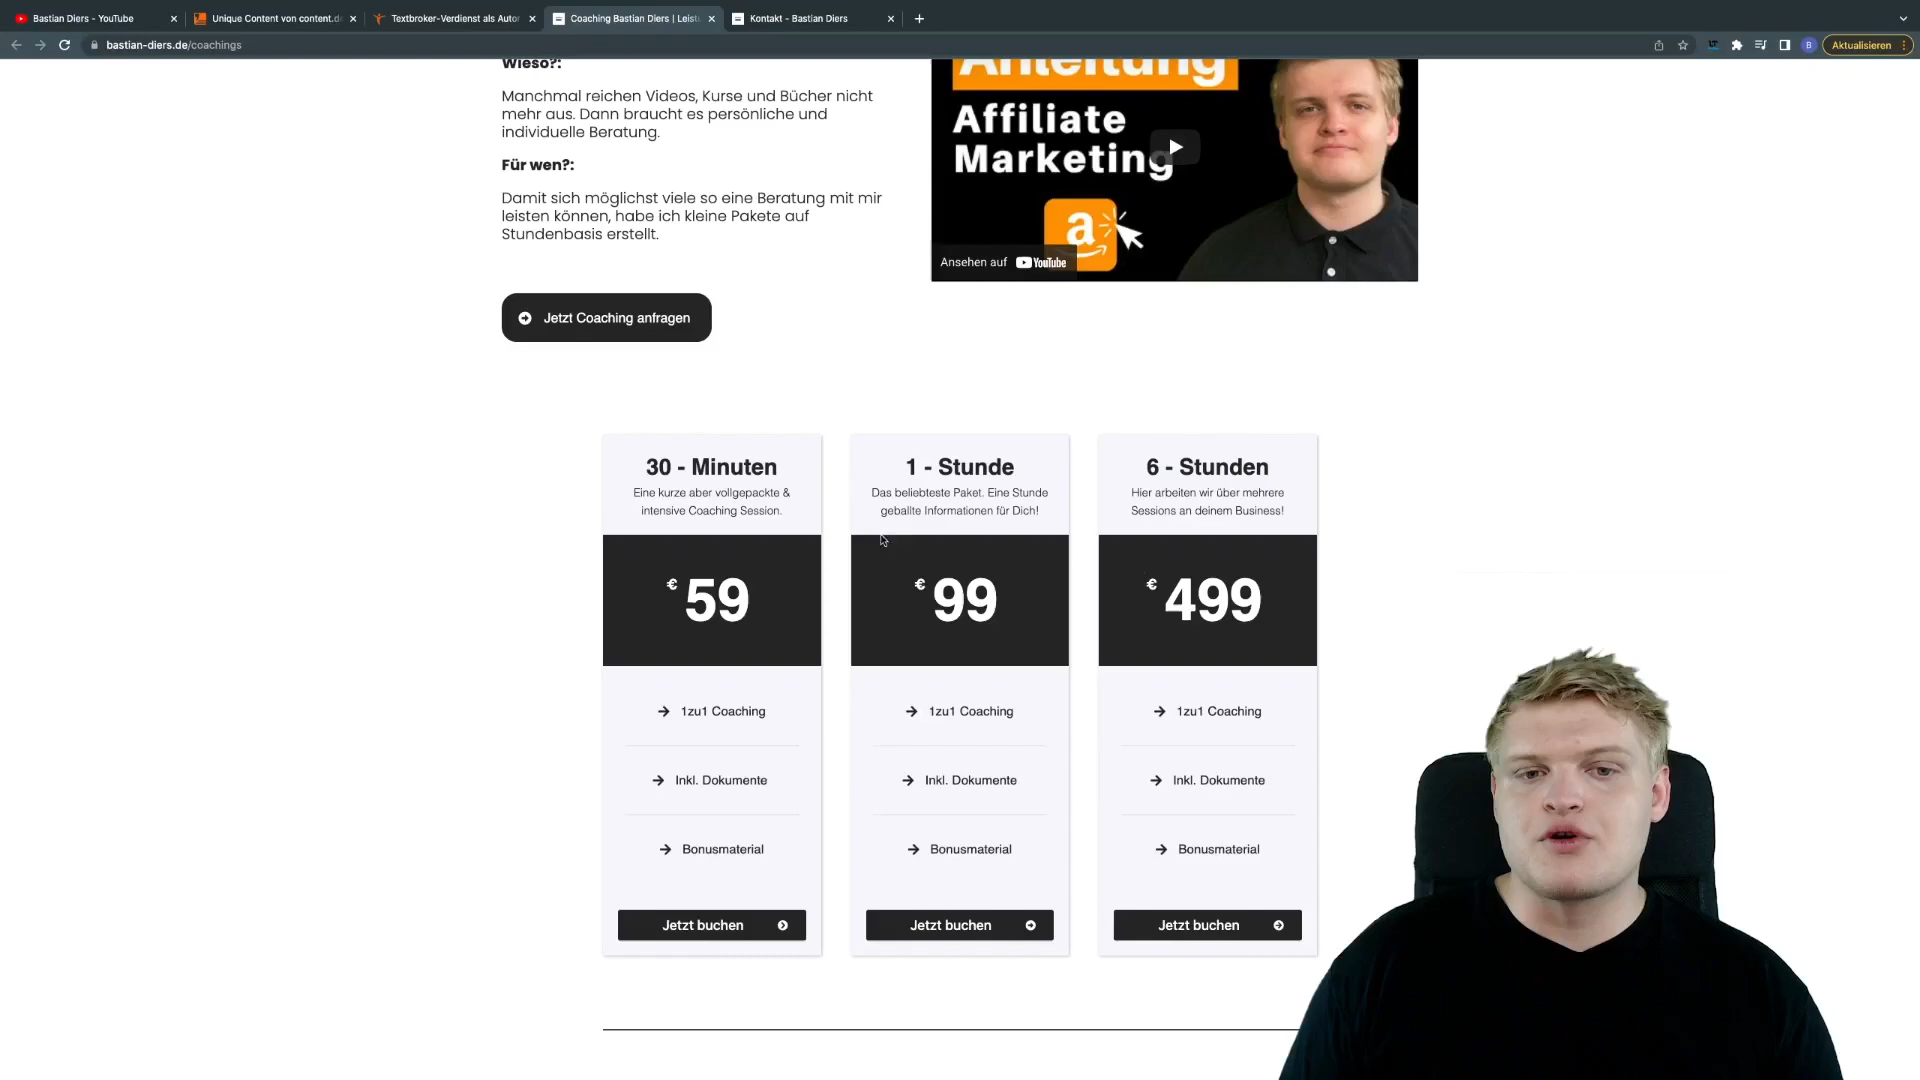 Bastian Diers - YouTube
Unique Content von content.de
Textbroker-Verdienst als Autor
Coaching Bastian Diers | Leist
Kontakt - Bastian Diers
bastian-diers.de/coachings
B
Aktualisieren
Wieso?:
Manchmal reichen Videos, Kurse und Bücher nicht
mehr aus. Dann braucht es persönliche und
individuelle Beratung.
Für wen?:
Damit sich möglichst viele so eine Beratung mit mir
leisten können, habe ich kleine Pakete auf
Stundenbasis erstellt.
Jetzt Coaching anfragen
Anleitung
Affiliate
Marketing
a
Ansehen auf YouTube
30 - Minuten
Eine kurze aber vollgepackte &
intensive Coaching Session.
€ 59
1zu1 Coaching
Inkl. Dokumente
Bonusmaterial
Jetzt buchen
1 - Stunde
Das beliebteste Paket. Eine Stunde
geballte Informationen für Dich!
€ 99
1zu1 Coaching
Inkl. Dokumente
Bonusmaterial
Jetzt buchen
6 - Stunden
Hier arbeiten wir über mehrere
Sessions an deinem Business!
€ 499
1zu1 Coaching
Inkl. Dokumente
Bonusmaterial
Jetzt buchen